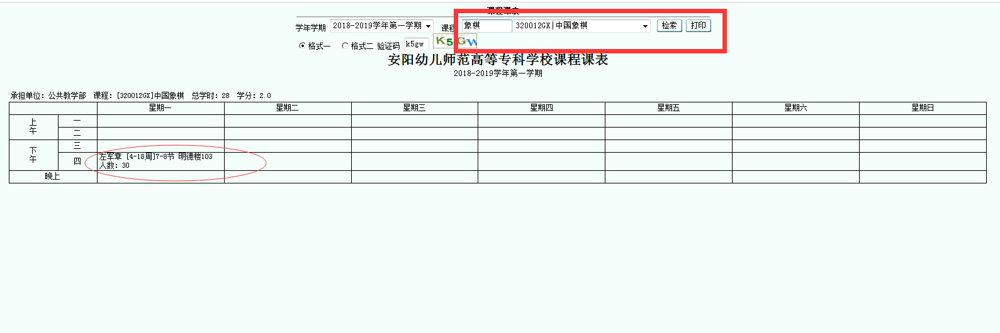 课程课表
学年学期 2018-2019学年第一学期 课程 象棋 320012GX|中国象棋 检索 打印
格式一 格式二 验证码 k5gw K5GW
安阳幼儿师范高等专科学校课程课表
2018-2019学年第一学期
承担单位：公共教学部 课程：[320012GX]中国象棋 总学时：28 学分：2.0
星期一 星期二 星期三 星期四 星期五 星期六 星期日
上午 一
二
下午 三
四 左军章 [4-18周]7-8节 明德楼103
人数：30
晚上